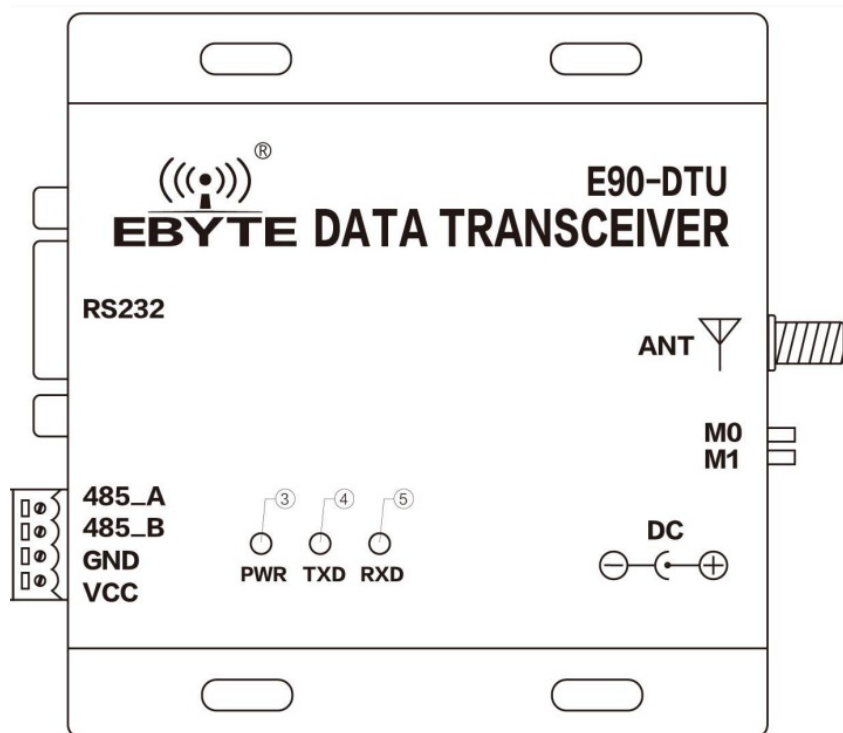 ®
E90-DTU
EBYTE DATA TRANSCEIVER
RS232
ANT
M0
M1
485_A
485_B
GND
VCC
③ ④ ⑤
PWR TXD RXD
DC